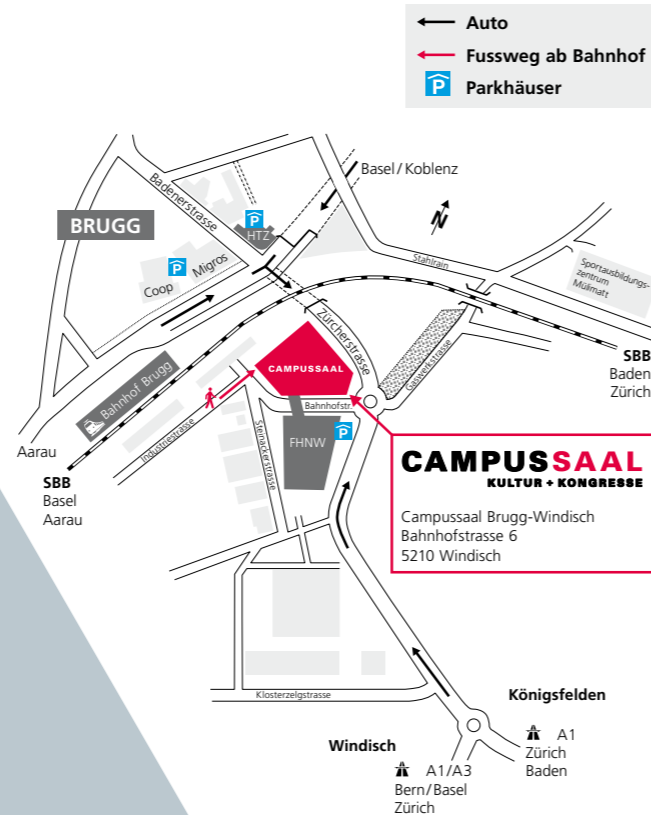 Auto
Fussweg ab Bahnhof
P Parkhäuser
Basel/Koblenz
Badenerstrasse
BRUGG
P
HTZ
N
Stahlrain
P
Migros
Coop
Sportausbildungs-
zentrum
Mülimatt
Zürcherstrasse
Gaswerkstrasse
SBB
Baden
Zürich
CAMPUSSAAL
Bahnhof Brugg
Bahnhofstr.
Aarau
Industriestrasse
Steinackerstrasse
FHNW
P
SBB
Basel
Aarau
CAMPUSSAAL
KULTUR + KONGRESSE
Campussaal Brugg-Windisch
Bahnhofstrasse 6
5210 Windisch
Klosterzelgstrasse
Königsfelden
A1
Zürich
Baden
Windisch
A1/A3
Bern/Basel
Zürich